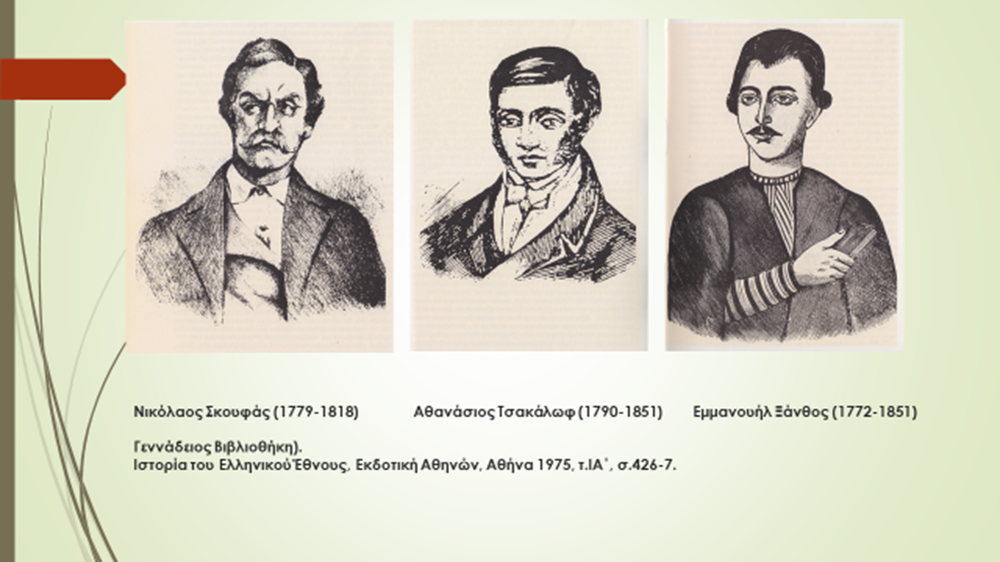 Νικόλαος Σκουφάς (1779-1818) Αθανάσιος Τσακάλωφ (1790-1851) Εμμανουήλ Ξάνθος (1772-1851)
Γεννάδειος Βιβλιοθήκη).
Ιστορία του Ελληνικού Έθνους, Εκδοτική Αθηνών, Αθήνα 1975, τ.ΙΑ΄, σ.426-7.